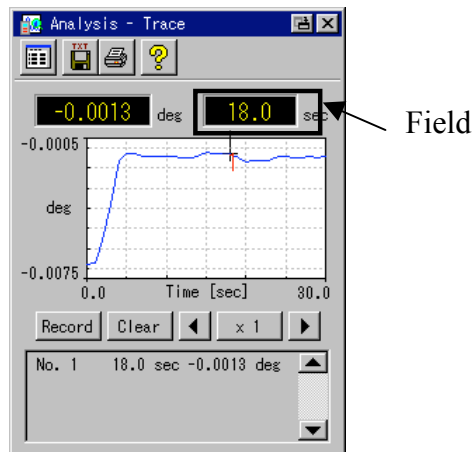 Analysis - Trace
TXT
?
-0.0013 deg 18.0 sec
Field
-0.0005
deg
-0.0075
0.0 Time [sec] 30.0
Record Clear x 1
No. 1 18.0 sec -0.0013 deg